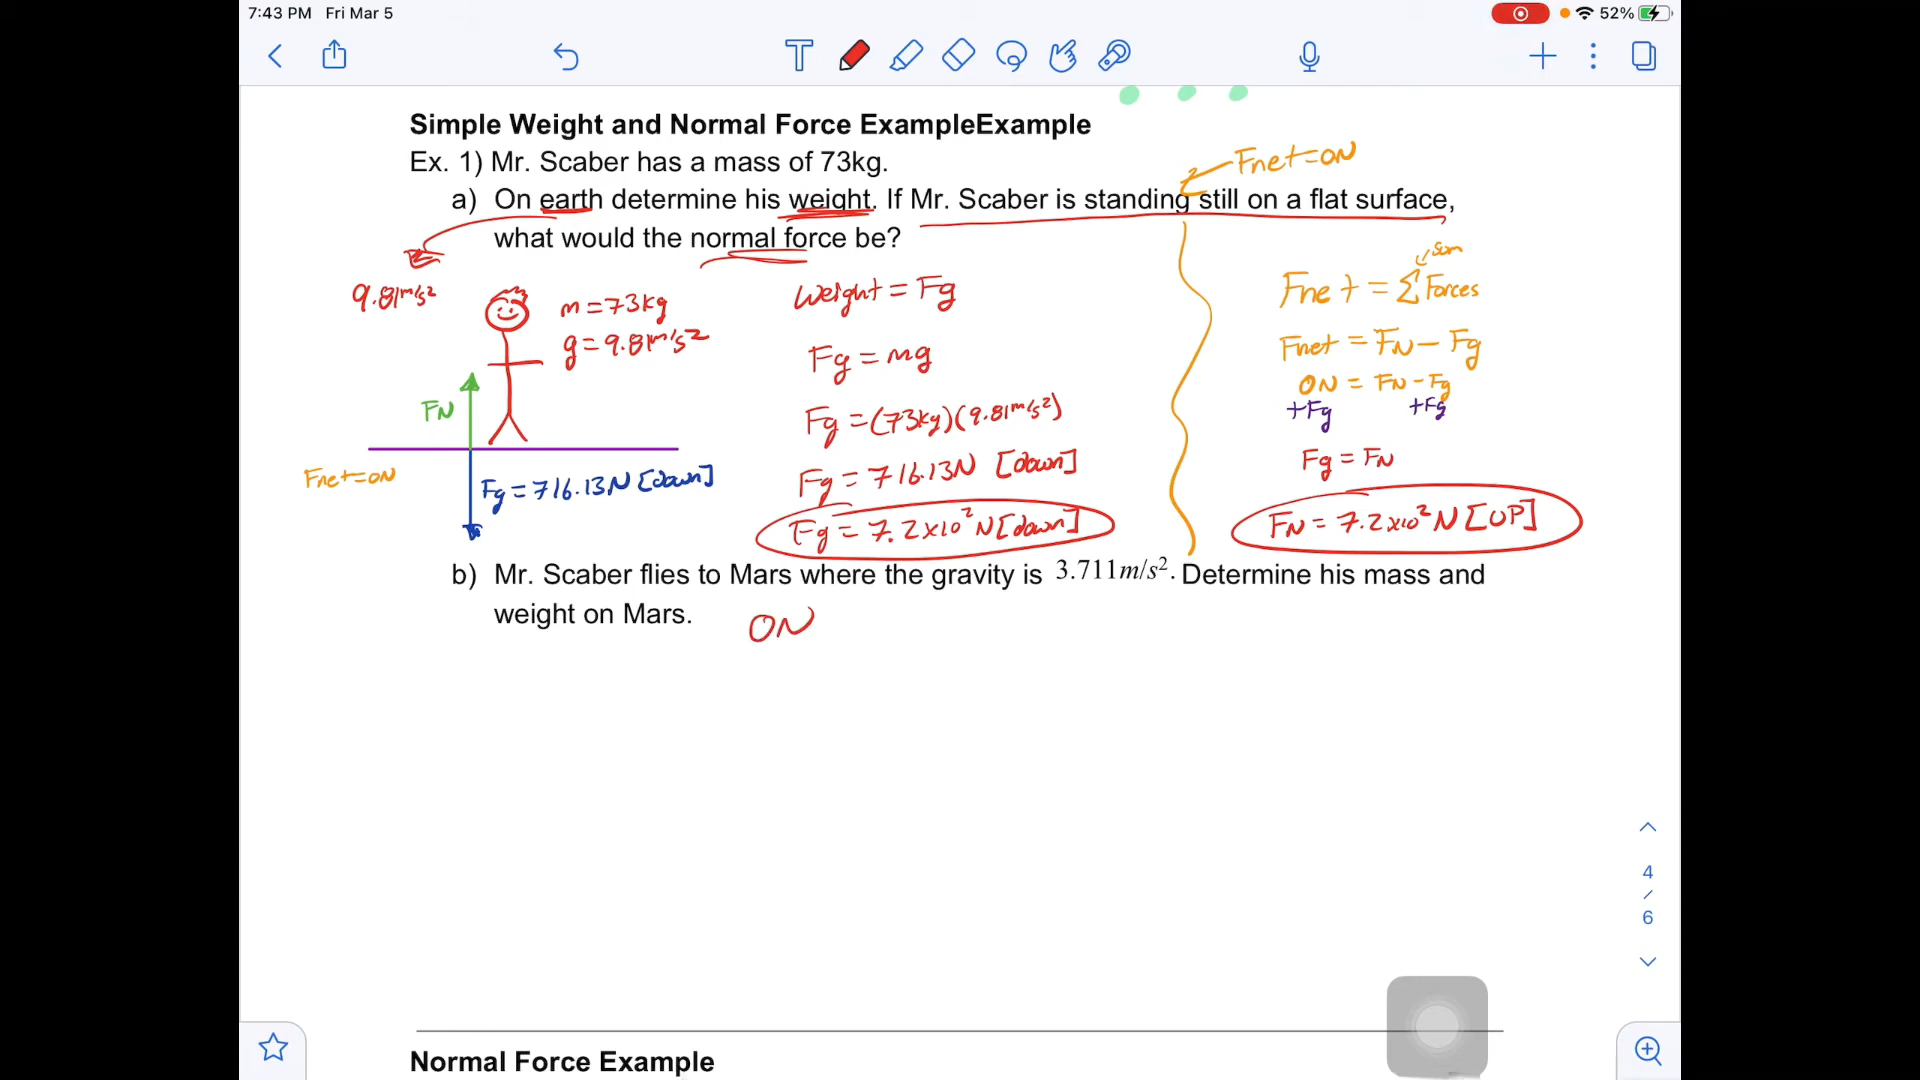 7:43 PM Fri Mar 5
52%
Simple Weight and Normal Force ExampleExample
Fnet=0N
Ex. 1) Mr. Scaber has a mass of 73kg.
a) On earth determine his weight. If Mr. Scaber is standing still on a flat surface,
what would the normal force be?
9.81m/s²
m=73kg
g=9.81m/s²
FN
Fnet=0N
Fg=716.13N [down]
Weight = Fg
Fg = mg
Fg =(73kg)(9.81m/s²)
Fg = 716.13N [down]
Fg = 7.2x10² N [down]
sum
Fnet = Σ Forces
Fnet = FN - Fg
0N = FN - Fg
+Fg +Fg
Fg = FN
FN = 7.2x10² N [UP]
b) Mr. Scaber flies to Mars where the gravity is 3.711m/s². Determine his mass and
weight on Mars. ON
4
/
6
Normal Force Example